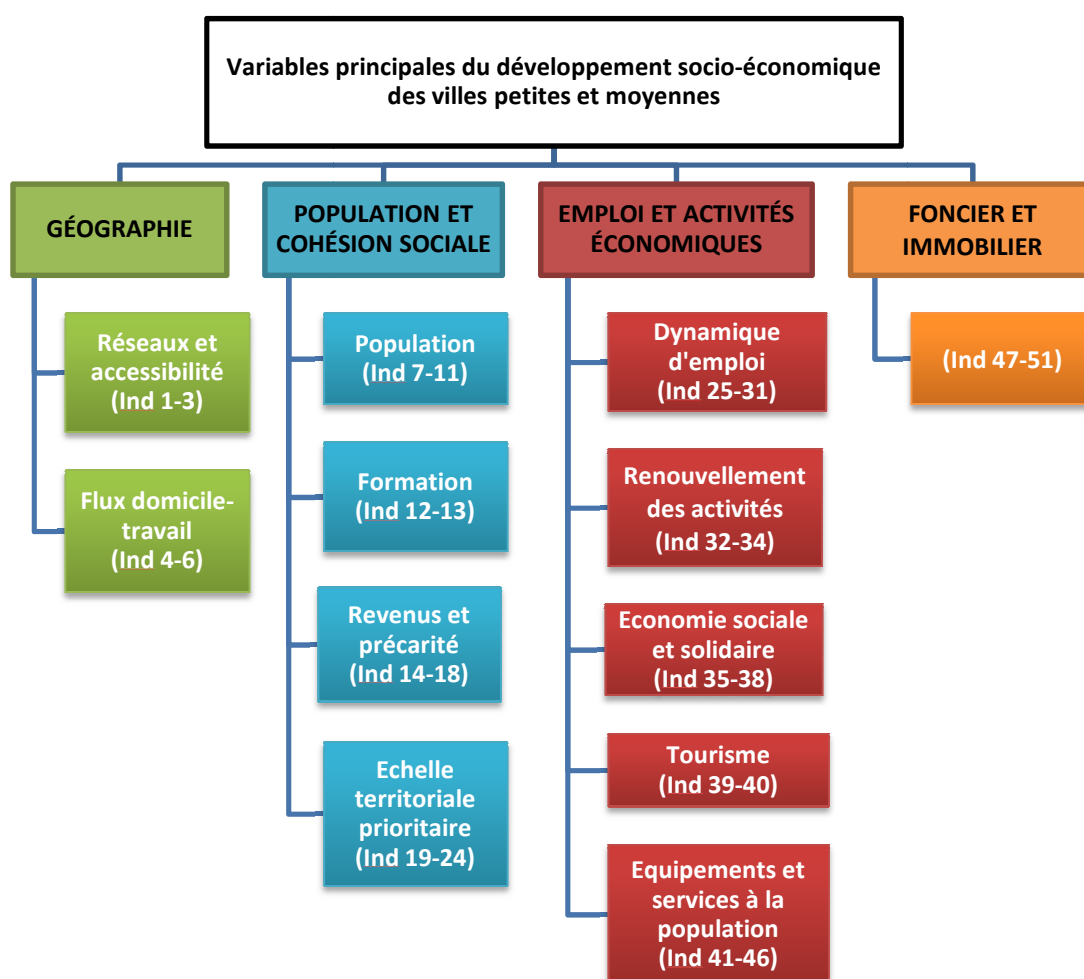 Variables principales du développement socio-économique
des villes petites et moyennes
GÉOGRAPHIE
Réseaux et
accessibilité
(Ind 1-3)
Flux domicile-
travail
(Ind 4-6)
POPULATION ET
COHÉSION SOCIALE
Population
(Ind 7-11)
Formation
(Ind 12-13)
Revenus et
précarité
(Ind 14-18)
Echelle
territoriale
prioritaire
(Ind 19-24)
EMPLOI ET ACTIVITÉS
ÉCONOMIQUES
Dynamique
d'emploi
(Ind 25-31)
Renouvellement
des activités
(Ind 32-34)
Economie sociale
et solidaire
(Ind 35-38)
Tourisme
(Ind 39-40)
Equipements et
services à la
population
(Ind 41-46)
FONCIER ET
IMMOBILIER
(Ind 47-51)